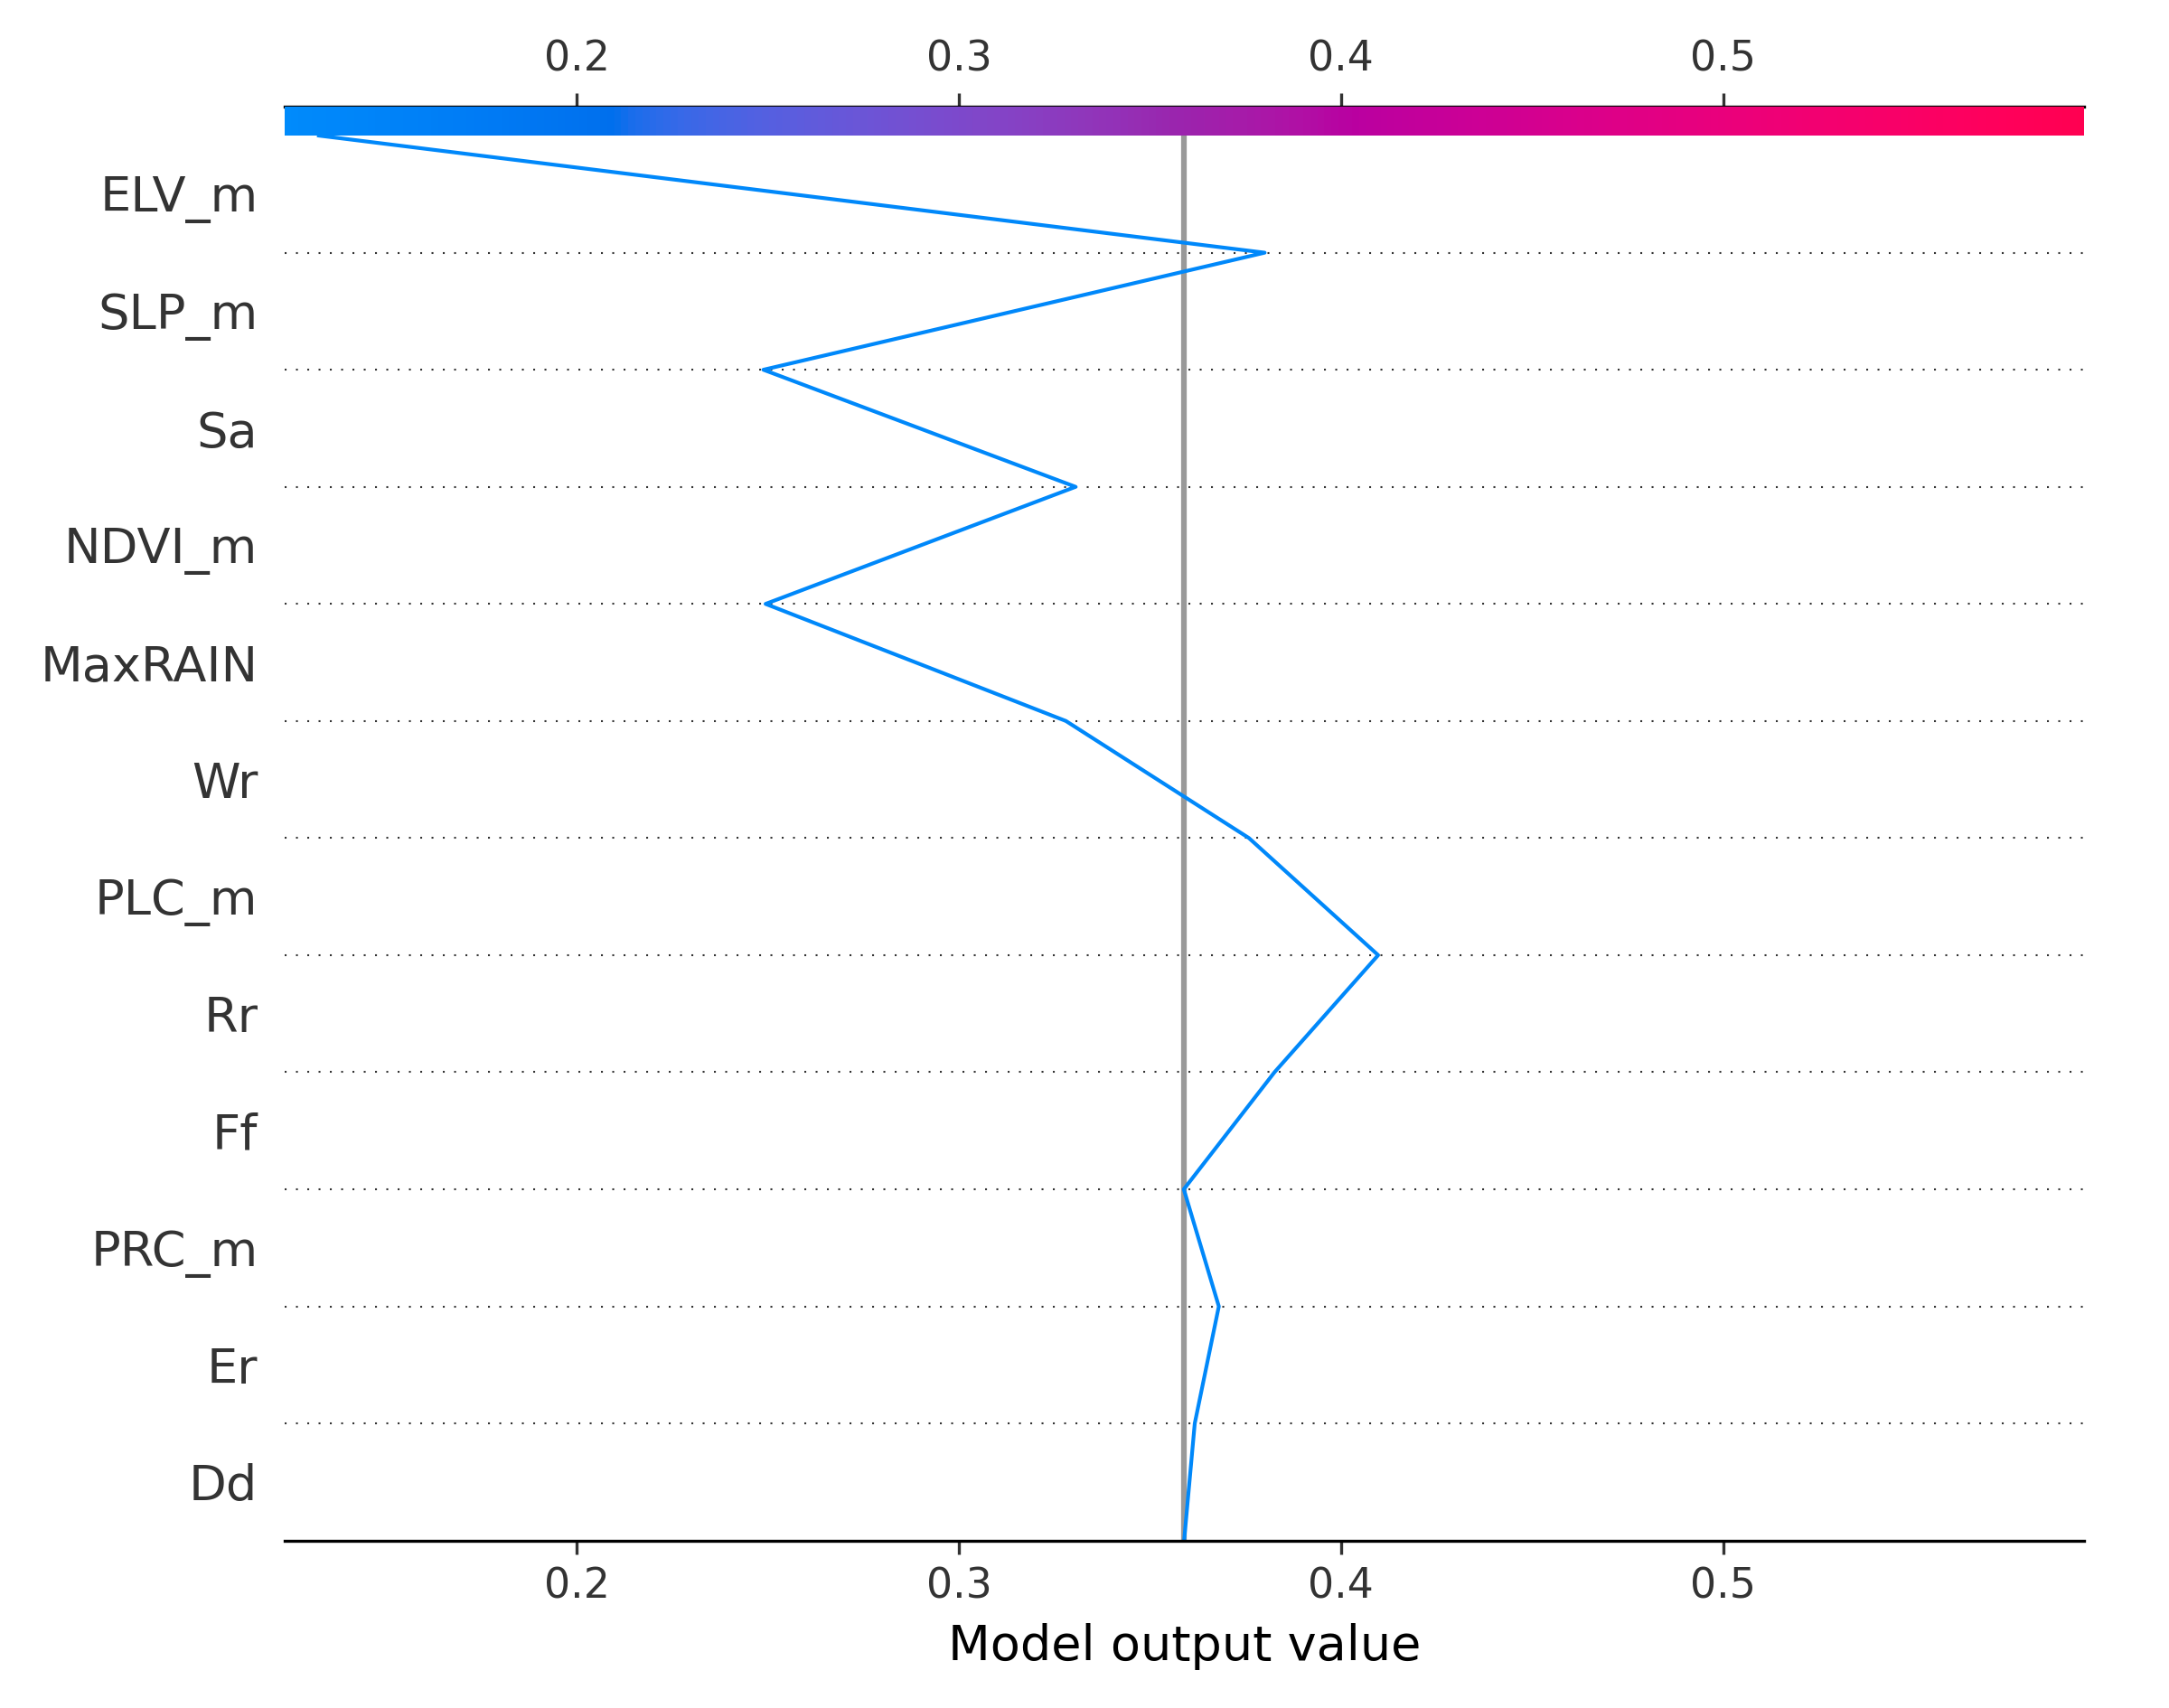 0.2 0.3 0.4 0.5
ELV_m
SLP_m
Sa
NDVI_m
MaxRAIN
Wr
PLC_m
Rr
Ff
PRC_m
Er
Dd
0.2 0.3 0.4 0.5
Model output value